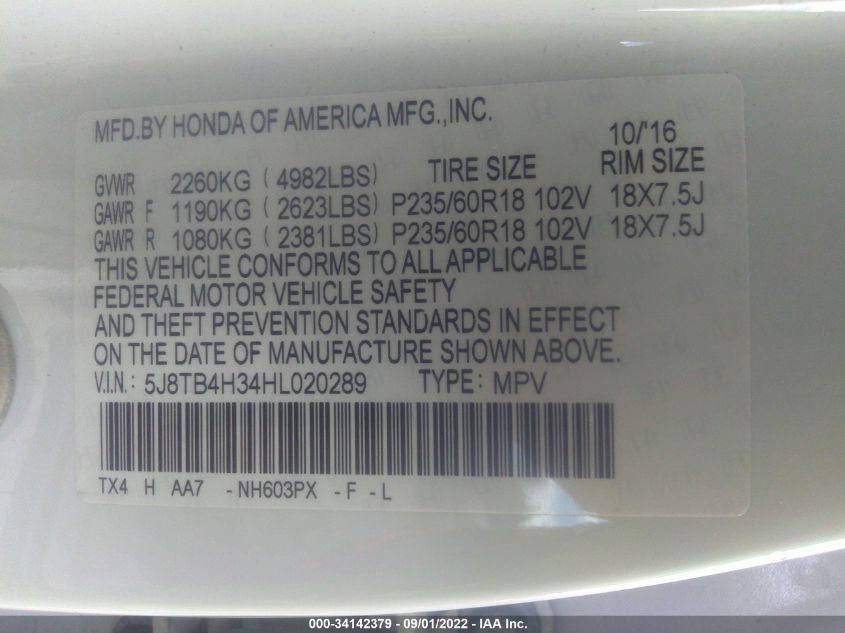 MFD.BY HONDA OF AMERICA MFG.,INC.
10/'16
GVWR 2260KG (4982LBS) TIRE SIZE RIM SIZE
GAWR F 1190KG (2623LBS) P235/60R18 102V 18X7.5J
GAWR R 1080KG (2381LBS) P235/60R18 102V 18X7.5J
THIS VEHICLE CONFORMS TO ALL APPLICABLE
FEDERAL MOTOR VEHICLE SAFETY
AND THEFT PREVENTION STANDARDS IN EFFECT
ON THE DATE OF MANUFACTURE SHOWN ABOVE.
V.I.N.: 5J8TB4H34HL020289 TYPE: MPV
TX4 H AA7 -NH603PX -F -L
000-34142379 - 09/01/2022 - IAA Inc.